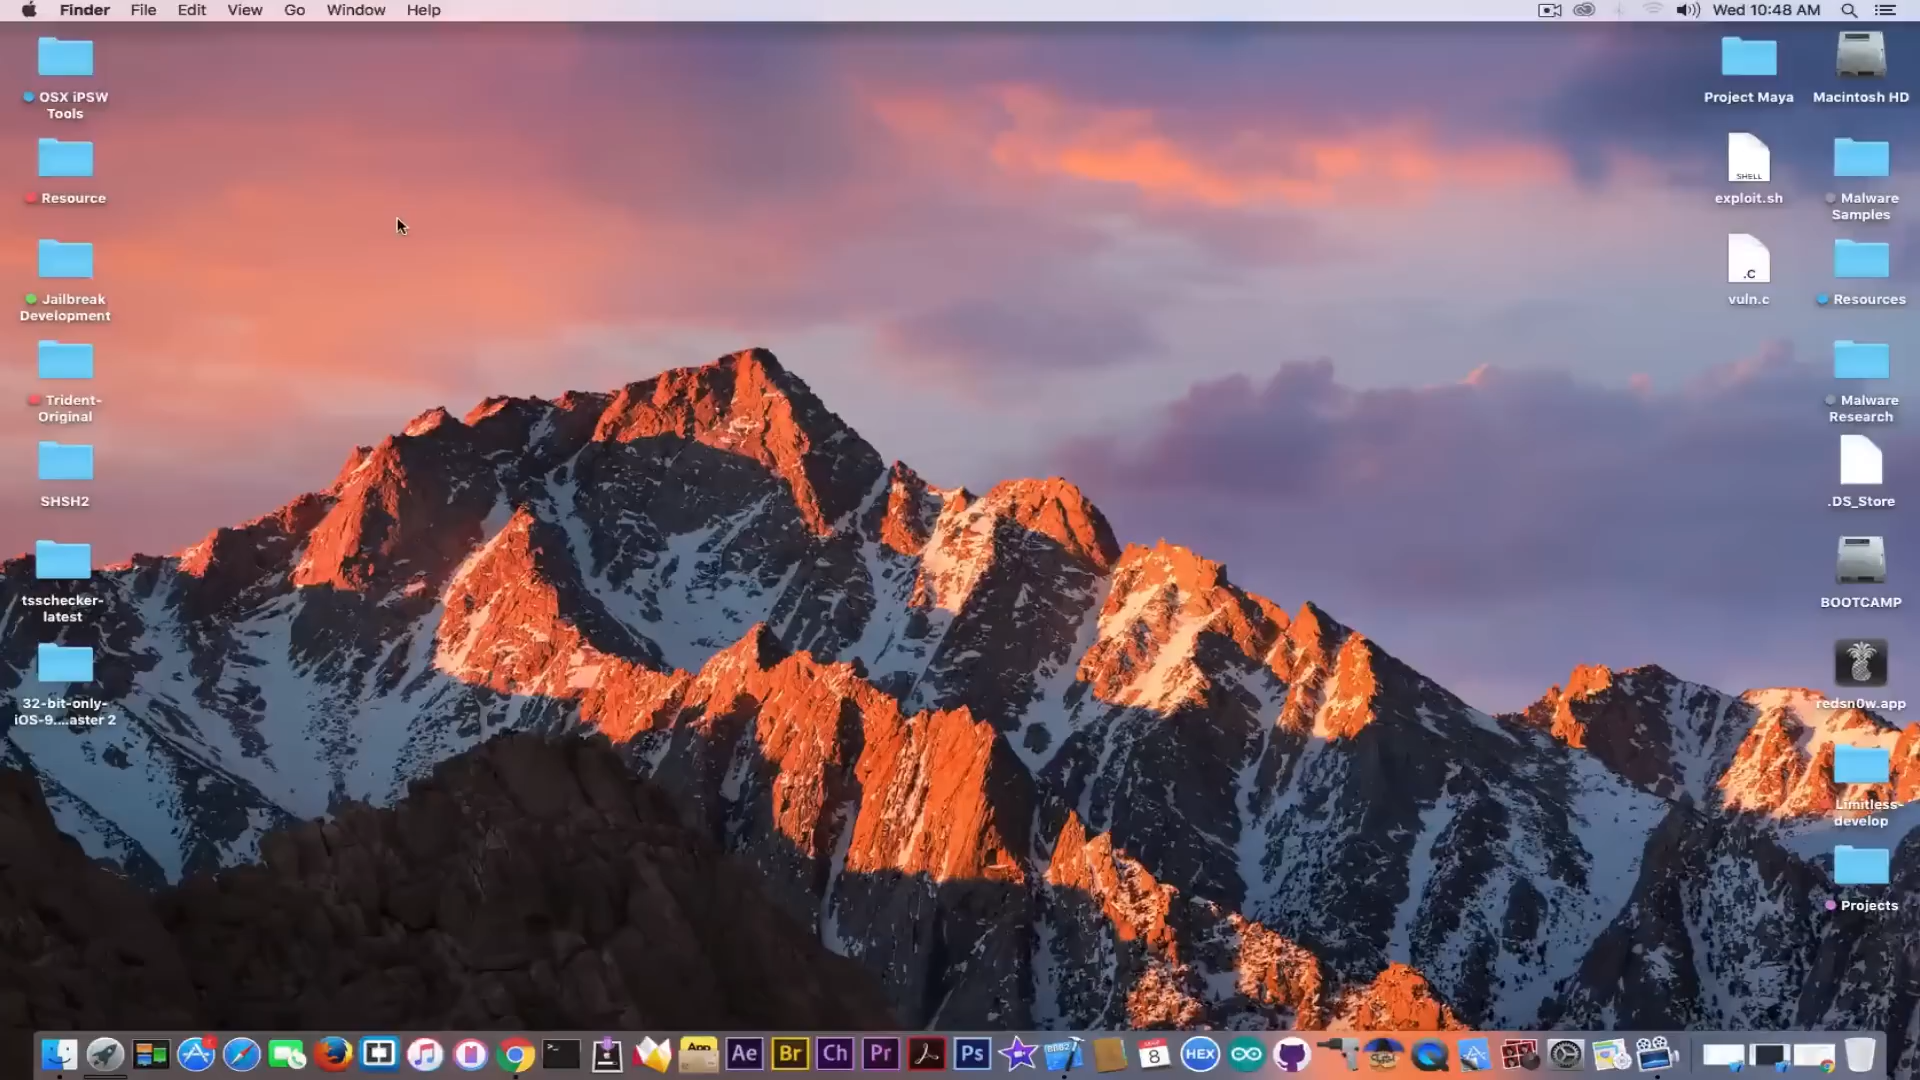 Finder File Edit View Go Window Help
Wed 10:48 AM
OSX iPSW
Tools
Resource
Jailbreak
Development
Trident-
Original
SHSH2
tsschecker-
latest
32-bit-only-
iOS-9....aster 2
Project Maya
SHELL
exploit.sh
.C
vuln.c
Macintosh HD
Malware
Samples
Resources
Malware
Research
.DS_Store
BOOTCAMP
redsn0w.app
Limitless-
develop
Projects
App
Ae
Br
Ch
Pr
Ps
8
HEX